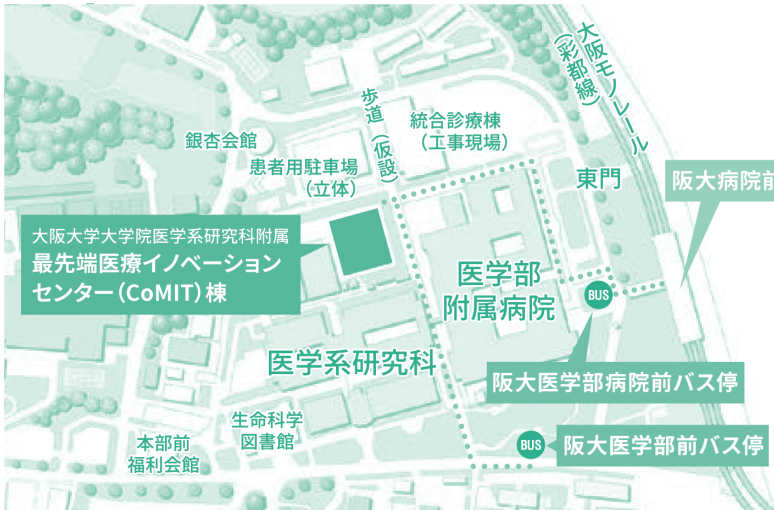 大阪モノレール
（彩都線）
歩道（仮設）
統合診療棟
（工事現場）
銀杏会館
患者用駐車場
（立体）
東門
阪大病院前
大阪大学大学院医学系研究科附属
最先端医療イノベーション
センター（CoMIT）棟
医学部
附属病院
BUS
医学系研究科
阪大医学部病院前バス停
生命科学
図書館
本部前
福利会館
BUS
阪大医学部前バス停